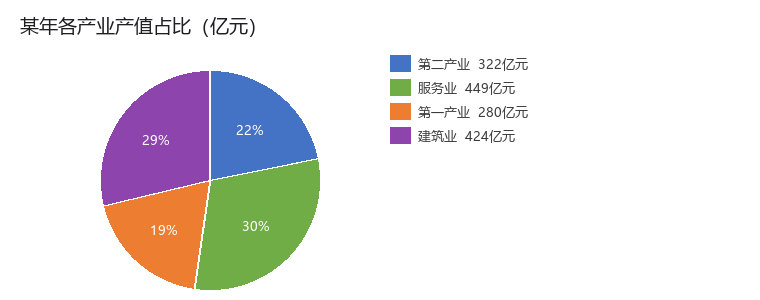 某年各产业产值占比（亿元）
第二产业 322亿元
服务业 449亿元
第一产业 280亿元
建筑业 424亿元
22%
29%
30%
19%